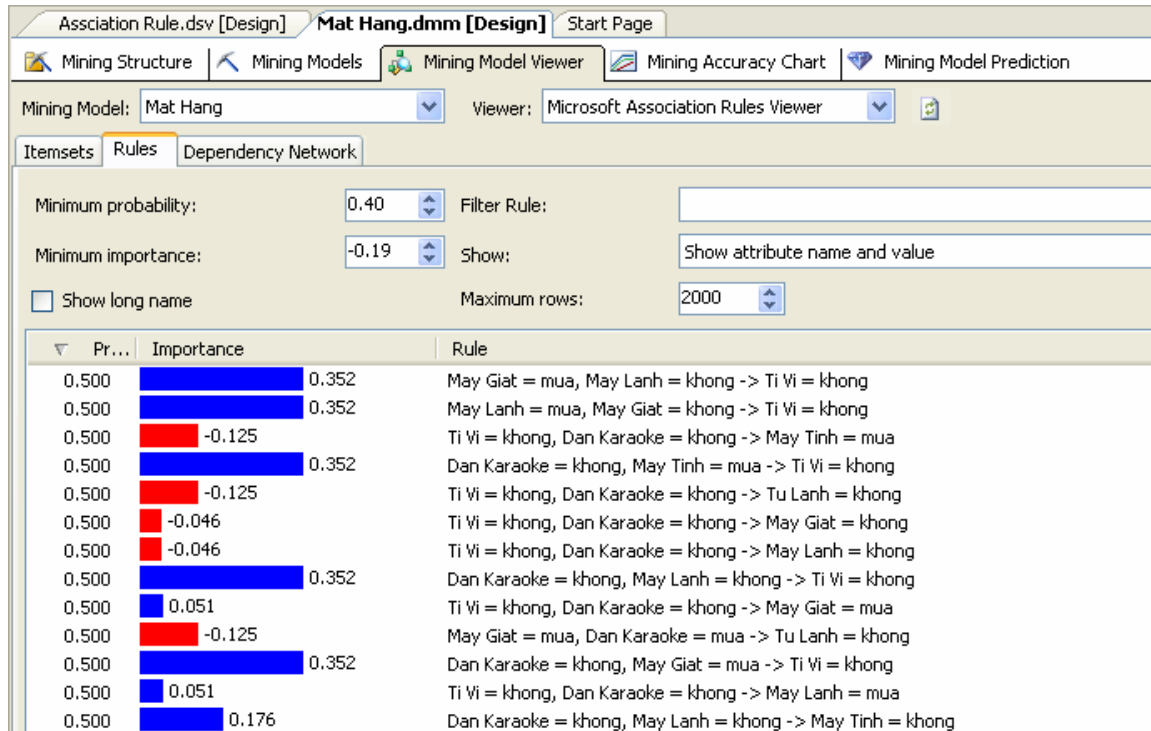 Assciation Rule.dsv [Design] Mat Hang.dmm [Design] Start Page
Mining Structure Mining Models Mining Model Viewer Mining Accuracy Chart Mining Model Prediction
Mining Model: Mat Hang Viewer: Microsoft Association Rules Viewer
Itemsets Rules Dependency Network
Minimum probability: 0.40 Filter Rule:
Minimum importance: -0.19 Show: Show attribute name and value
Show long name Maximum rows: 2000
Pr... Importance Rule
0.500 0.352 May Giat = mua, May Lanh = khong -> Ti Vi = khong
0.500 0.352 May Lanh = mua, May Giat = khong -> Ti Vi = khong
0.500 -0.125 Ti Vi = khong, Dan Karaoke = khong -> May Tinh = mua
0.500 0.352 Dan Karaoke = khong, May Tinh = mua -> Ti Vi = khong
0.500 -0.125 Ti Vi = khong, Dan Karaoke = khong -> Tu Lanh = khong
0.500 -0.046 Ti Vi = khong, Dan Karaoke = khong -> May Giat = khong
0.500 -0.046 Ti Vi = khong, Dan Karaoke = khong -> May Lanh = khong
0.500 0.352 Dan Karaoke = khong, May Lanh = khong -> Ti Vi = khong
0.500 0.051 Ti Vi = khong, Dan Karaoke = khong -> May Giat = mua
0.500 -0.125 May Giat = mua, Dan Karaoke = mua -> Tu Lanh = khong
0.500 0.352 Dan Karaoke = khong, May Giat = mua -> Ti Vi = khong
0.500 0.051 Ti Vi = khong, Dan Karaoke = khong -> May Lanh = mua
0.500 0.176 Dan Karaoke = khong, May Lanh = khong -> May Tinh = khong